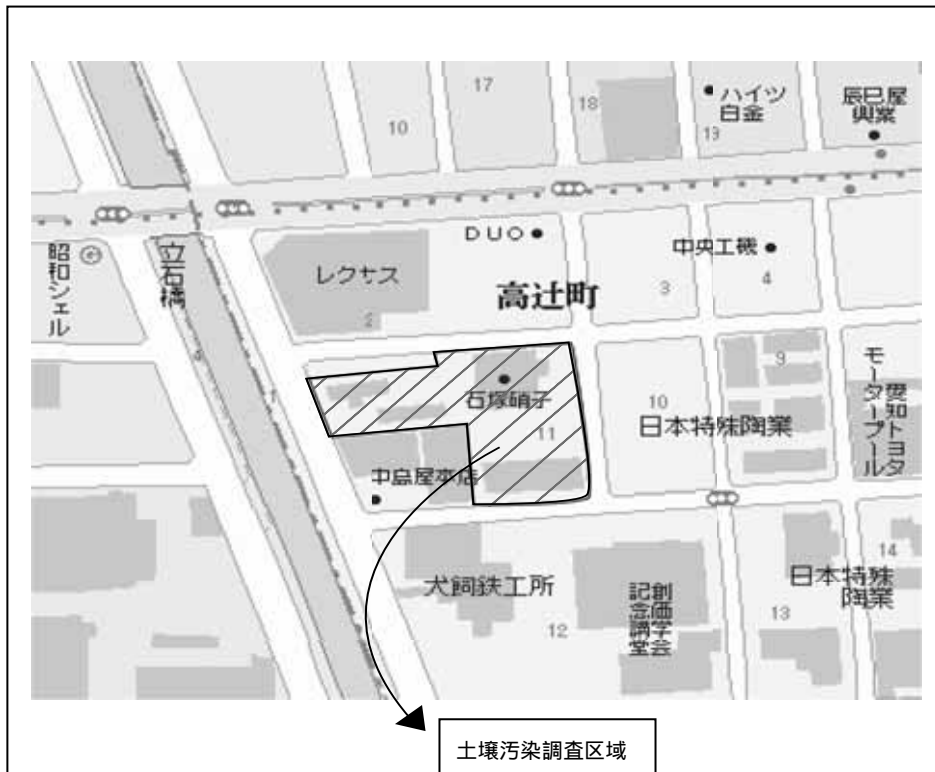 17
18
10
ハイツ
白金
19
辰巳屋
興業
昭和シェル
立石橋
DUO
レクサス
2
高辻町
中央工機
3
4
石塚硝子
11
10
9
日本特殊陶業
愛知トヨタ
モータープール
1
中島屋本店
犬飼鉄工所
12
創価学会
記念講堂
13
14
日本特殊
陶業
土壌汚染調査区域